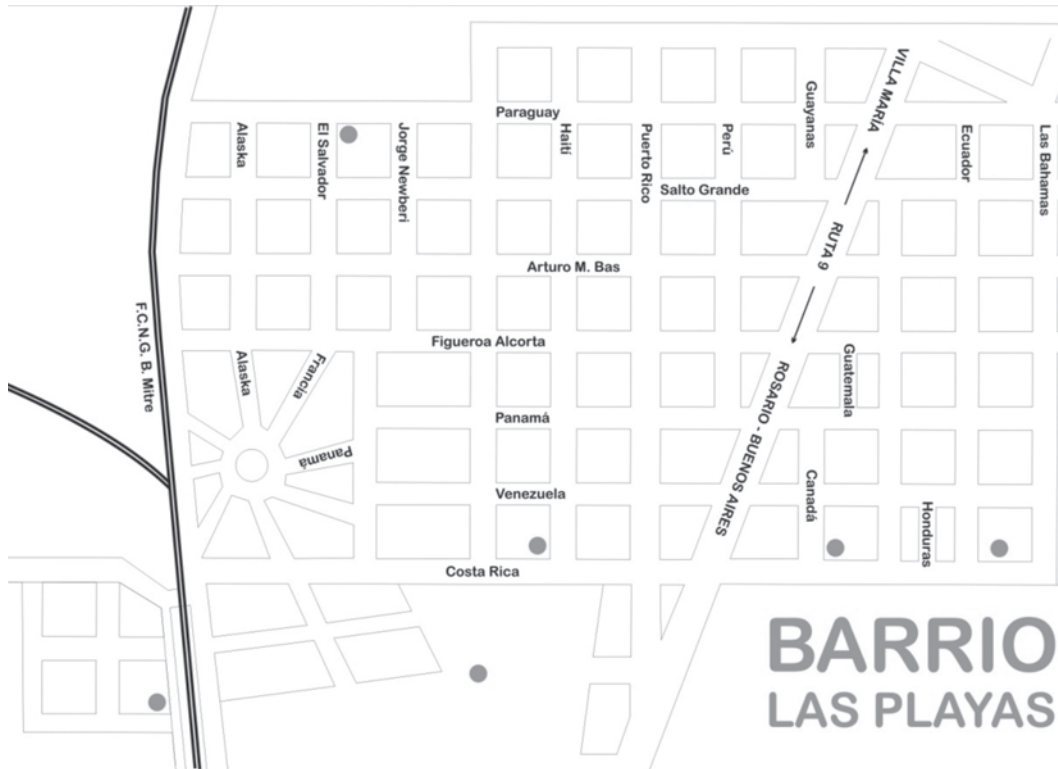 VILLA MARÍA
Guayanas
Paraguay
Alaska
El Salvador
Jorge Newberi
Haití
Puerto Rico
Perú
Ecuador
Las Bahamas
Salto Grande
RUTA 9
Arturo M. Bas
F.C.N.G. B. Mitre
Figueroa Alcorta
Alaska
Francia
Guatemala
ROSARIO - BUENOS AIRES
Panamá
Panamá
Venezuela
Canadá
Honduras
Costa Rica
BARRIO
LAS PLAYAS